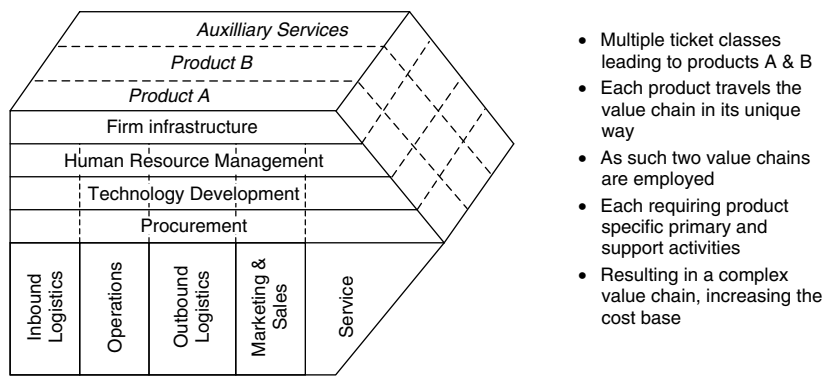 Auxilliary Services
Product B
Product A
Firm infrastructure
Human Resource Management
Technology Development
Procurement
Inbound
Logistics
Operations
Outbound
Logistics
Marketing &
Sales
Service
• Multiple ticket classes
leading to products A & B
• Each product travels the
value chain in its unique
way
• As such two value chains
are employed
• Each requiring product
specific primary and
support activities
• Resulting in a complex
value chain, increasing the
cost base